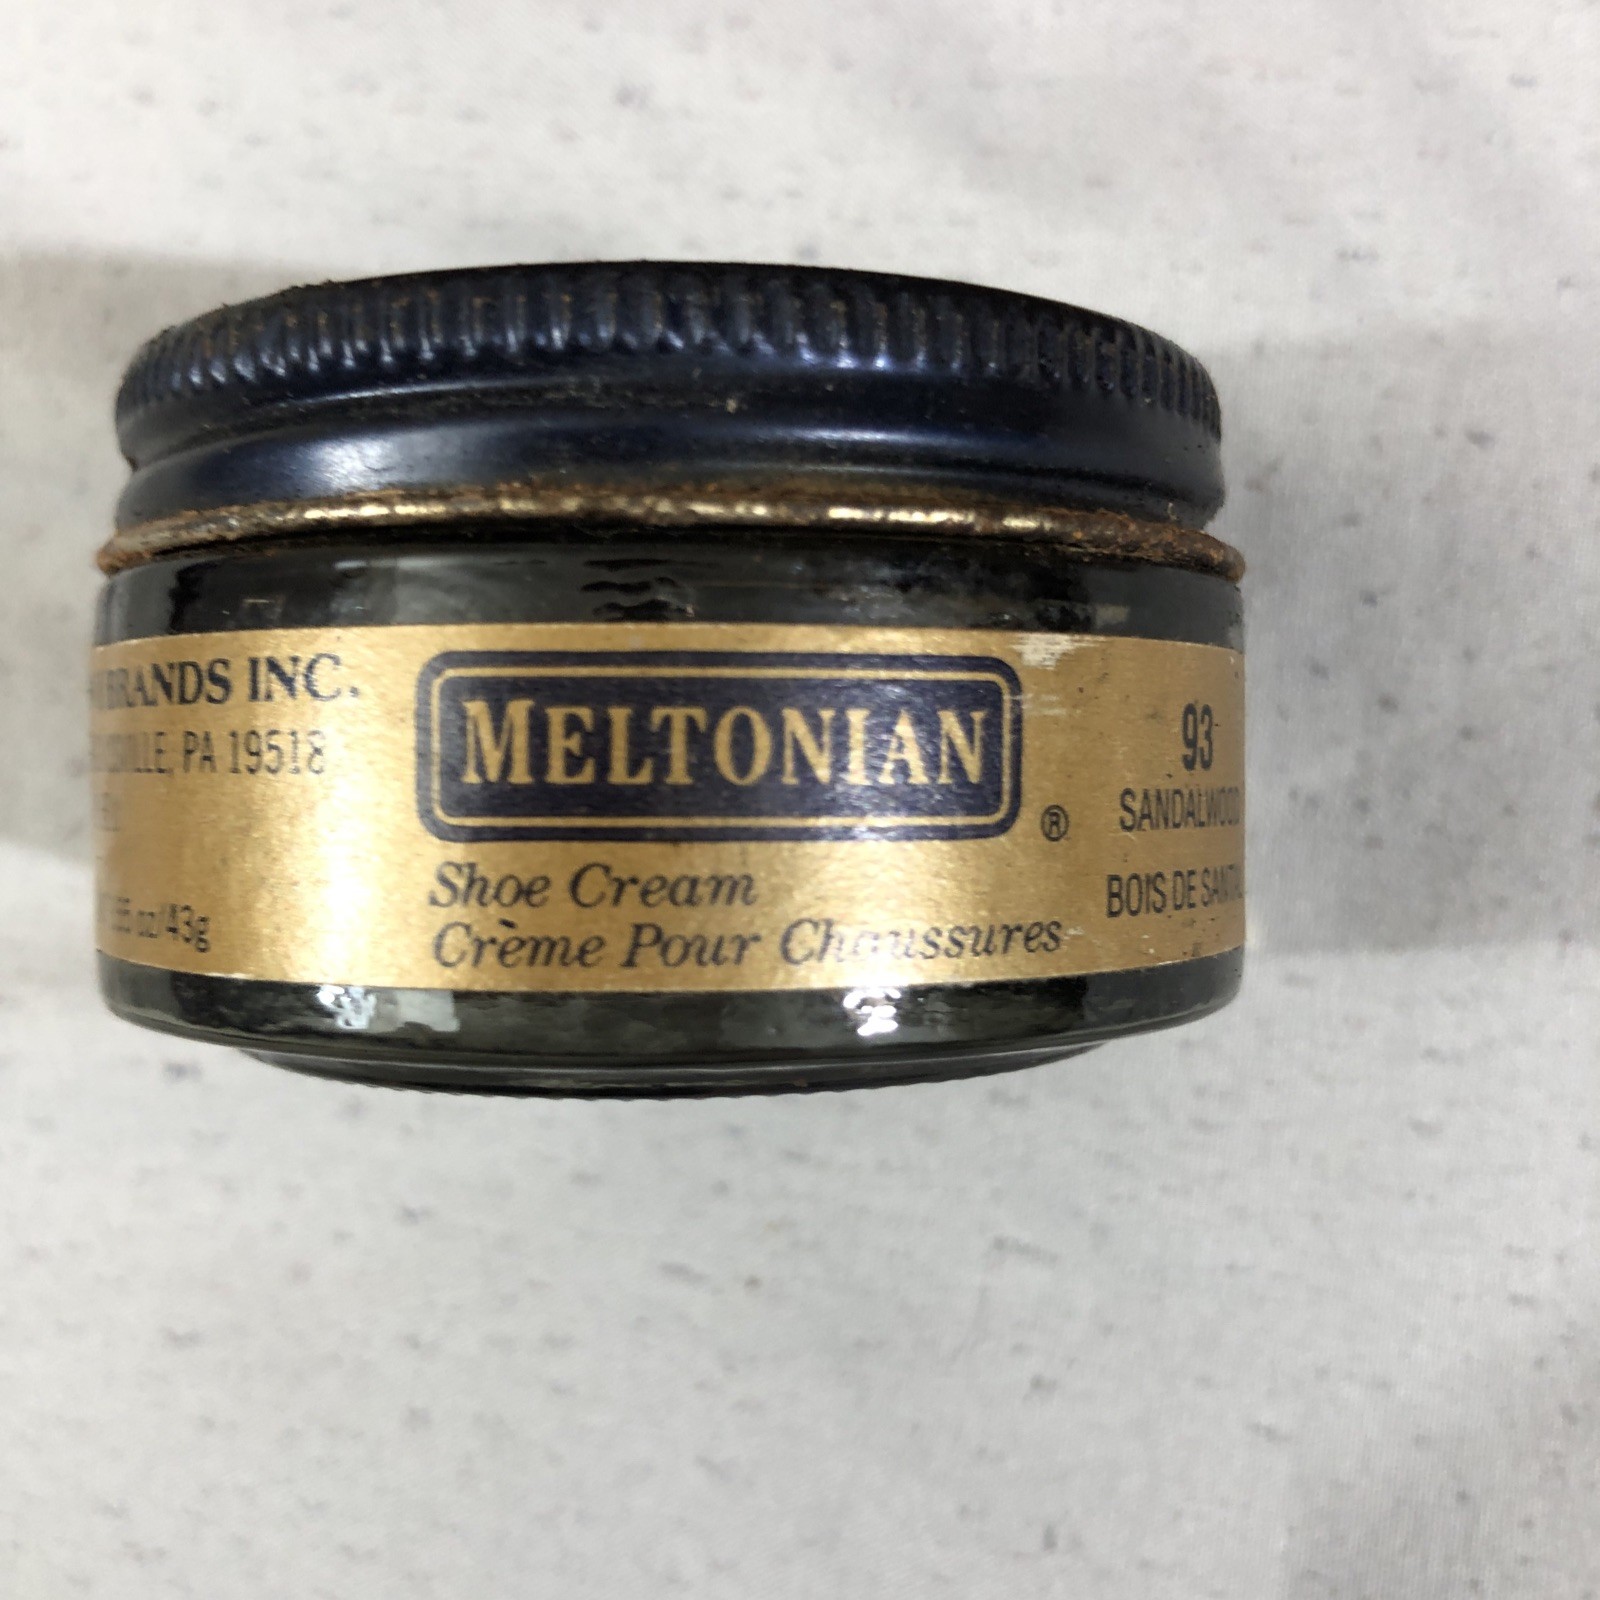 BRANDS INC.
PA 19518
oz/43g
MELTONIAN
®
Shoe Cream
Crème Pour Chaussures
93
SANDALWOOD
BOIS DE